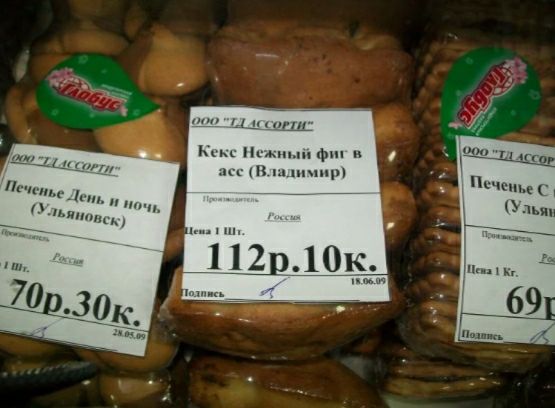 Глобус
ООО "ТД АССОРТИ"
Печенье День и ночь
(Ульяновск)
Производитель
Россия
1 Шт.
70р.30к.
28.05.09
ООО "ТД АССОРТИ"
Кекс Нежный фиг в
асс (Владимир)
Производитель
Россия
Цена 1 Шт.
112р.10к.
18.06.09
Подпись
Глобус
ООО "ТД АССОРТИ
Печенье С
Производитель
Цена 1 Кг.
69р
Подпись